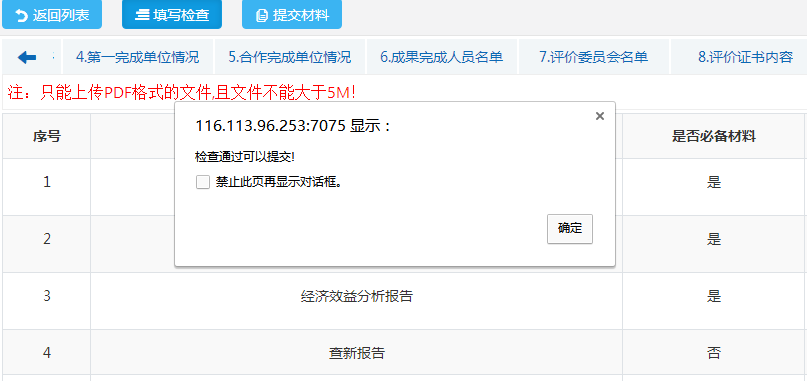 返回列表 填写检查 提交材料
4.第一完成单位情况 5.合作完成单位情况 6.成果完成人员名单 7.评价委员会名单 8.评价证书内容
注：只能上传PDF格式的文件,且文件不能大于5M!
116.113.96.253:7075 显示：
检查通过可以提交!
禁止此页再显示对话框。
确定
序号 是否必备材料
1 是
2 是
3 经济效益分析报告 是
4 查新报告 否